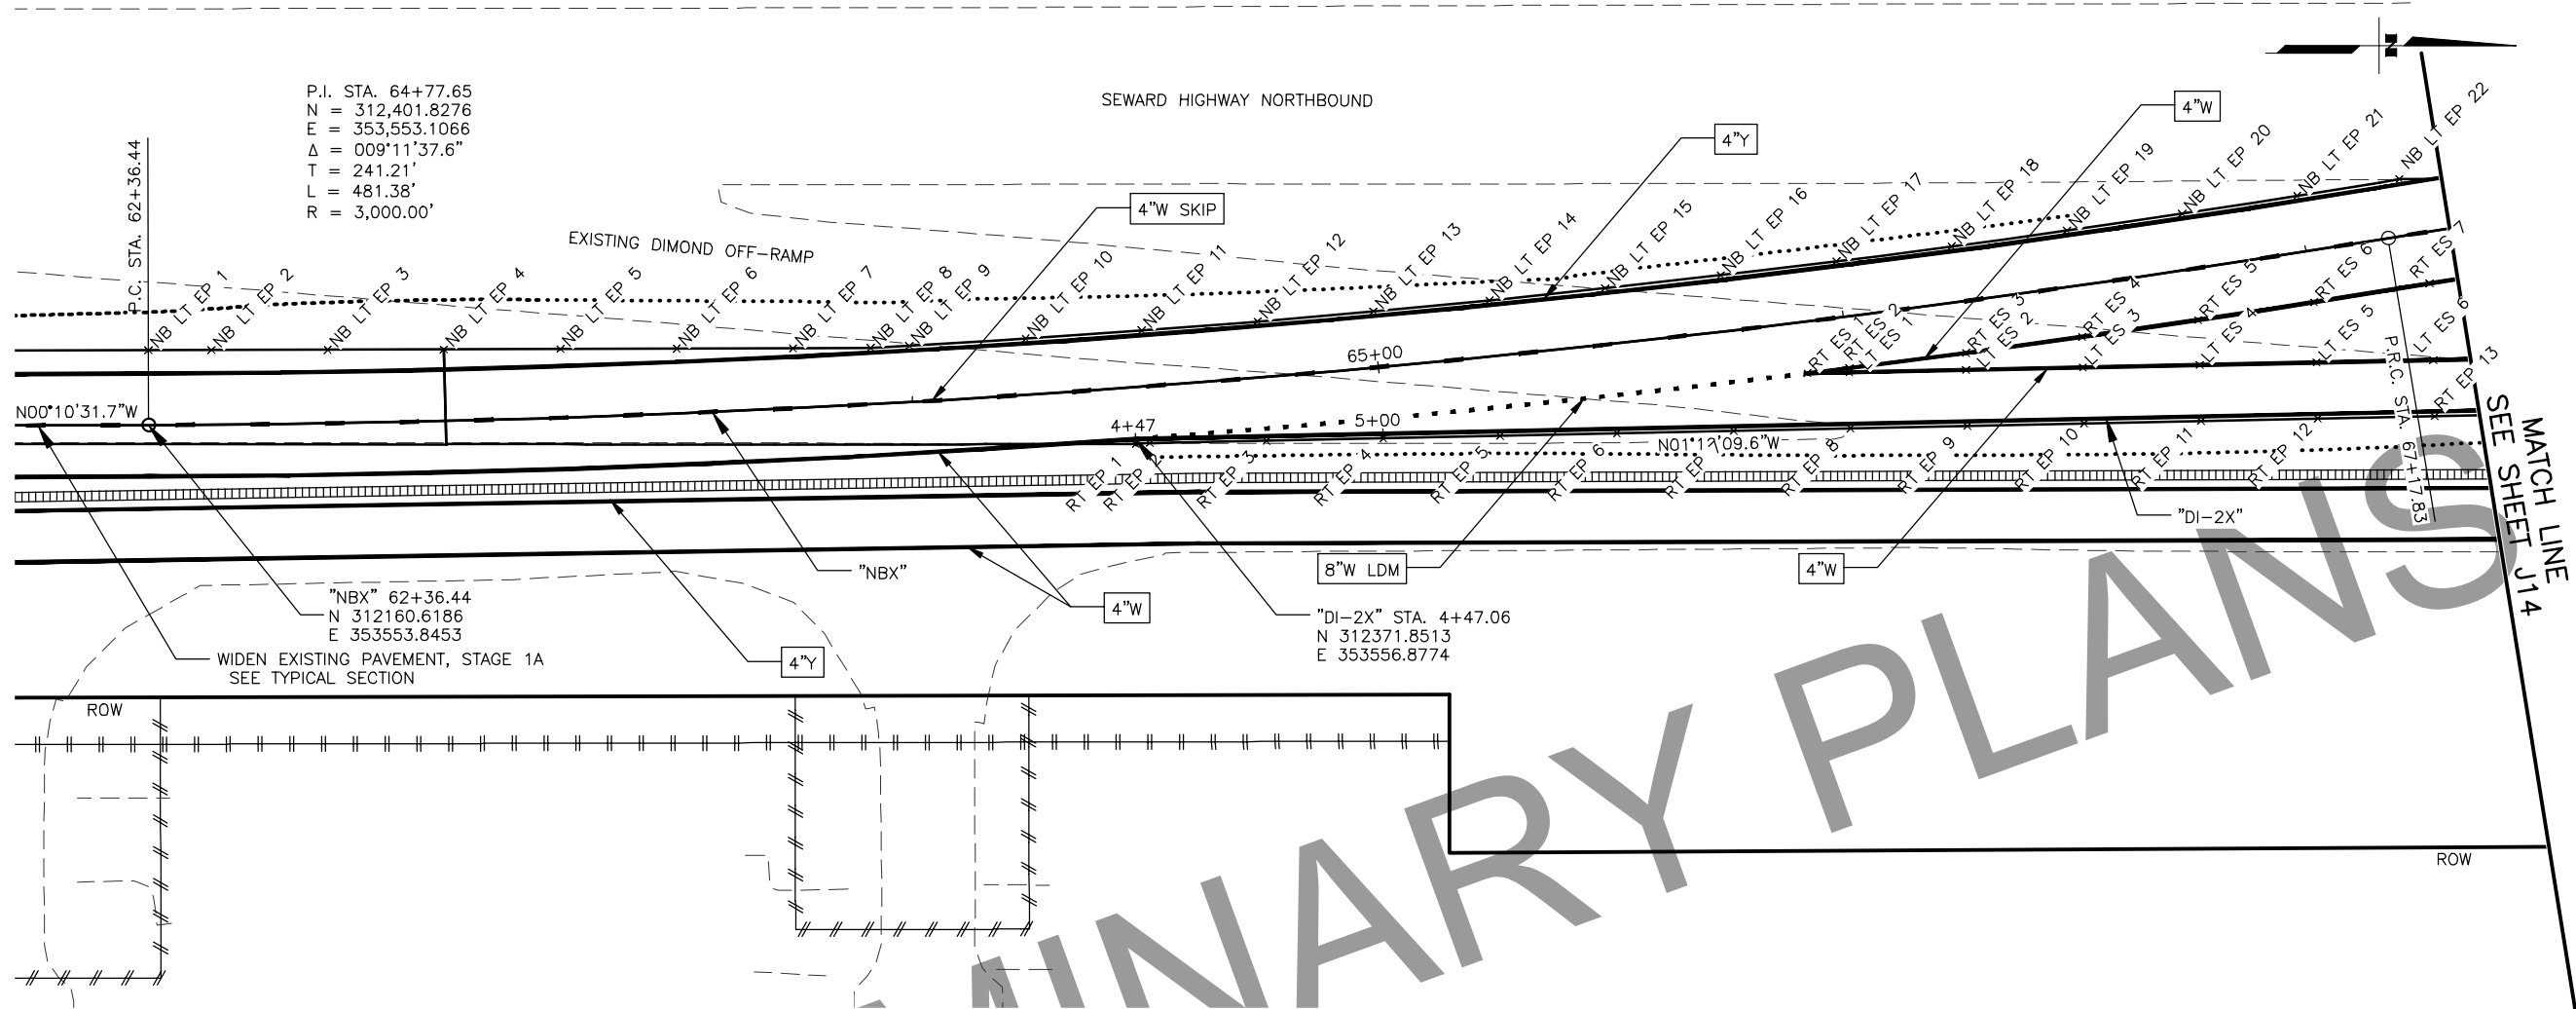 N
P.I. STA. 64+77.65
N = 312,401.8276
E = 353,553.1066
Δ = 009°11'37.6"
T = 241.21'
L = 481.38'
R = 3,000.00'
P.C. STA. 62+36.44
SEWARD HIGHWAY NORTHBOUND
EXISTING DIMOND OFF-RAMP
4"W SKIP
4"Y
4"W
NB LT EP 1
NB LT EP 2
NB LT EP 3
NB LT EP 4
NB LT EP 5
NB LT EP 6
NB LT EP 7
NB LT EP 8
NB LT EP 9
NB LT EP 10
NB LT EP 11
NB LT EP 12
NB LT EP 13
NB LT EP 14
NB LT EP 15
NB LT EP 16
NB LT EP 17
NB LT EP 18
NB LT EP 19
NB LT EP 20
NB LT EP 21
NB LT EP 22
RT ES 1
RT ES 2
RT ES 3
RT ES 4
RT ES 5
RT ES 6
RT ES 7
LT ES 1
LT ES 2
LT ES 3
LT ES 4
LT ES 5
LT ES 6
65+00
N00°10'31.7"W
4+47
5+00
N01°12'09.6"W
RT EP 1
RT EP 2
RT EP 3
RT EP 4
RT EP 5
RT EP 6
RT EP 7
RT EP 8
RT EP 9
RT EP 10
RT EP 11
RT EP 12
RT EP 13
P.R.C. STA. 67+17.83
MATCH LINE
SEE SHEET J14
"DI-2X"
"NBX"
8"W LDM
4"W
4"W
4"Y
"NBX" 62+36.44
N 312160.6186
E 353553.8453
"DI-2X" STA. 4+47.06
N 312371.8513
E 353556.8774
WIDEN EXISTING PAVEMENT, STAGE 1A
SEE TYPICAL SECTION
ROW
ROW
MINARY PLANS